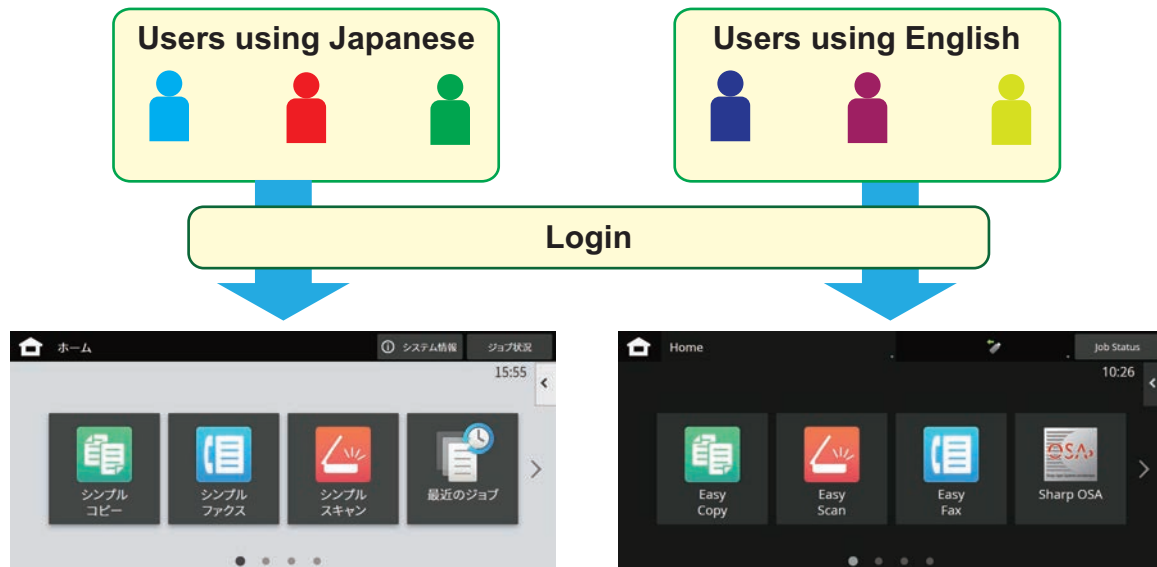 Users using Japanese
Users using English
Login
ホーム
システム情報
ジョブ状況
15:55
シンプル
コピー
シンプル
ファクス
シンプル
スキャン
最近のジョブ
Home
Job Status
10:26
Easy
Copy
Easy
Scan
Easy
Fax
OSA
Sharp OSA